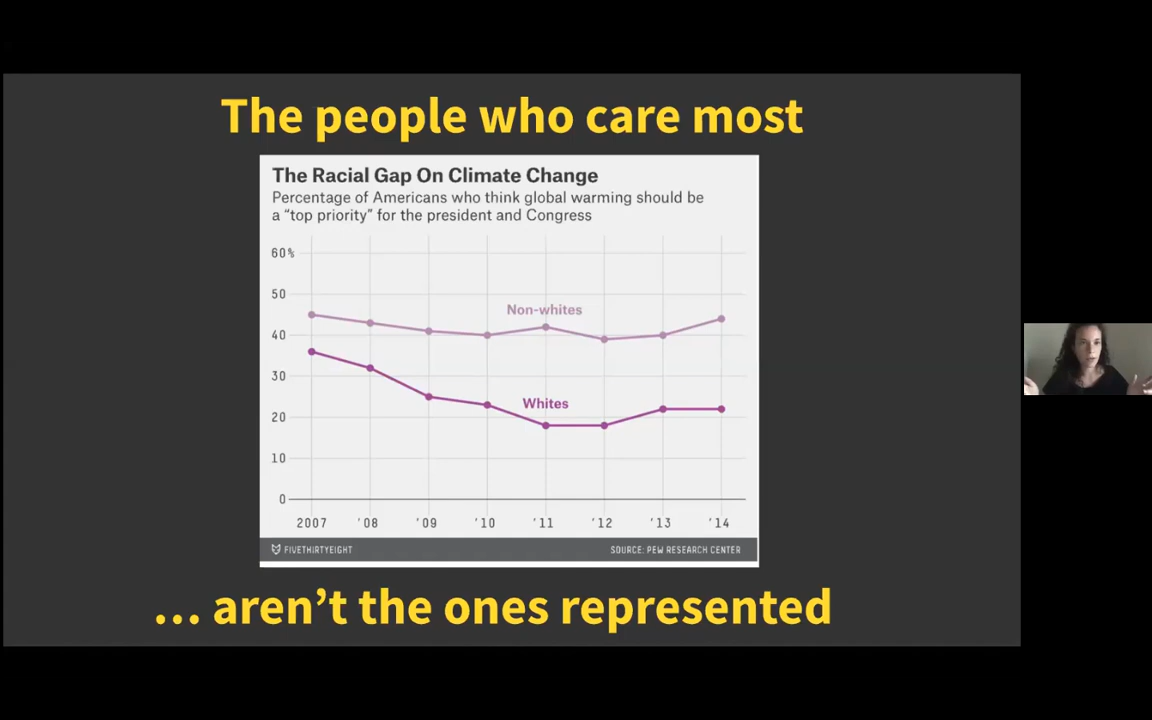 The people who care most
The Racial Gap On Climate Change
Percentage of Americans who think global warming should be
a “top priority” for the president and Congress
60%
50
Non-whites
40
30
Whites
20
10
0
2007 '08 '09 '10 '11 '12 '13 '14
FIVETHIRTYEIGHT SOURCE: PEW RESEARCH CENTER
... aren’t the ones represented